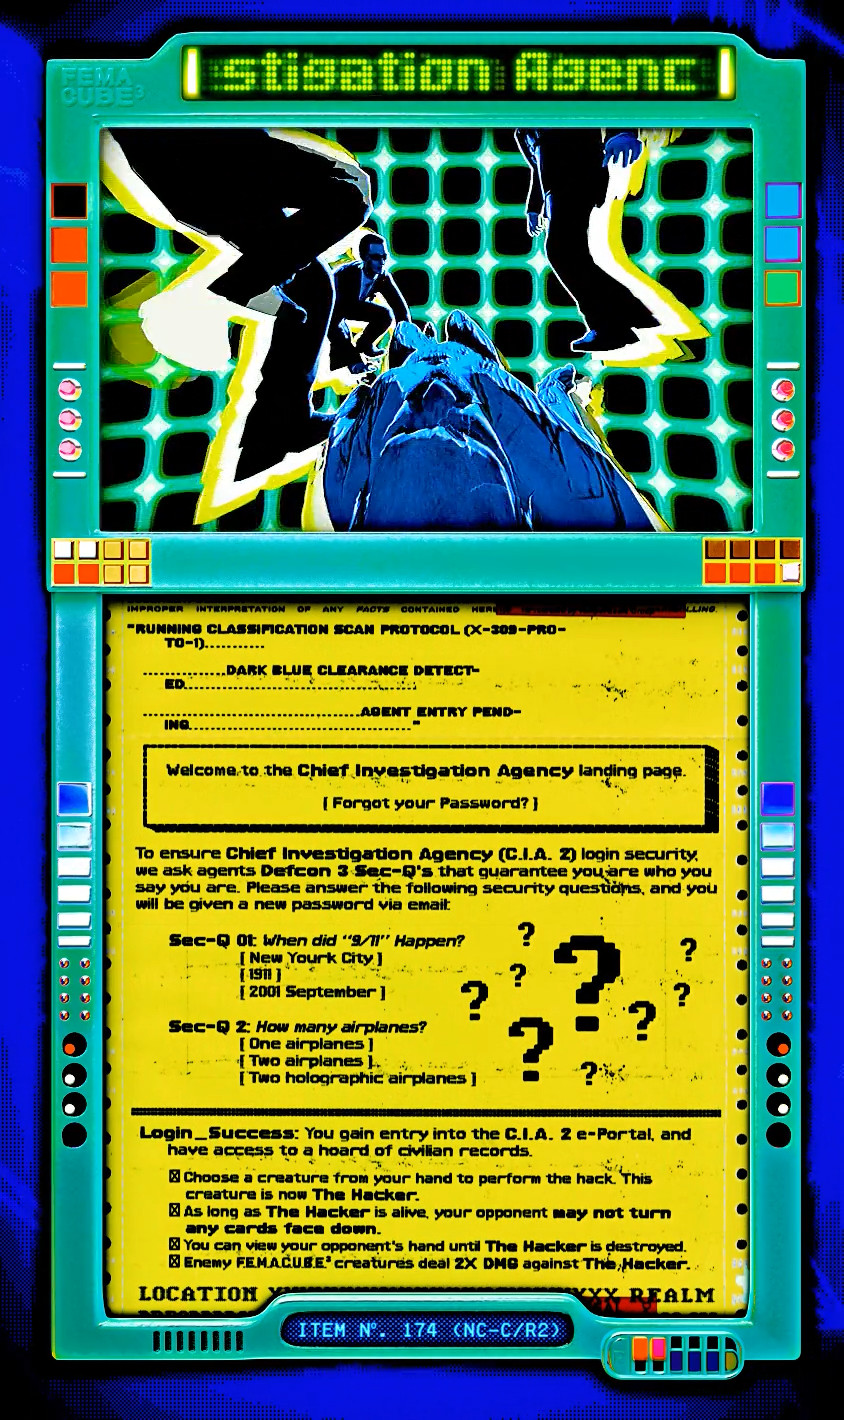 FEMA
CUBE³
stigation Agenc
IMPROPER INTERPRETATION OF ANY FACTS CONTAINED HERE LLING.
"RUNNING CLASSIFICATION SCAN PROTOCOL (X-309-PRO-
TO-1)...........
.................DARK BLUE CLEARANCE DETECT-
ED...............................................
............................................AGENT ENTRY PEND-
ING.............................................."
Welcome to the Chief Investigation Agency landing page.
[ Forgot your Password? ]
To ensure Chief Investigation Agency (C.I.A. 2) login security,
we ask agents Defcon 3 Sec-Q's that guarantee you are who you
say you are. Please answer the following security questions, and you
will be given a new password via email:
Sec-Q 01: When did "9/11" Happen?
[ New Yourk City ]
[ 1911 ]
[ 2001 September ]
Sec-Q 2: How many airplanes?
[ One airplanes ]
[ Two airplanes ]
[ Two holographic airplanes ]
? ? ? ? ? ? ? ? ?
Login_Success: You gain entry into the C.I.A. 2 e-Portal, and
have access to a hoard of civilian records.
☒ Choose a creature from your hand to perform the hack. This
creature is now The Hacker.
☒ As long as The Hacker is alive, your opponent may not turn
any cards face down.
☒ You can view your opponent's hand until The Hacker is destroyed.
☒ Enemy F.E.M.A.C.U.B.E.³ creatures deal 2X DMG against The Hacker.
LOCATION XXX REALM
ITEM Nº. 174 (NC-C/R2)